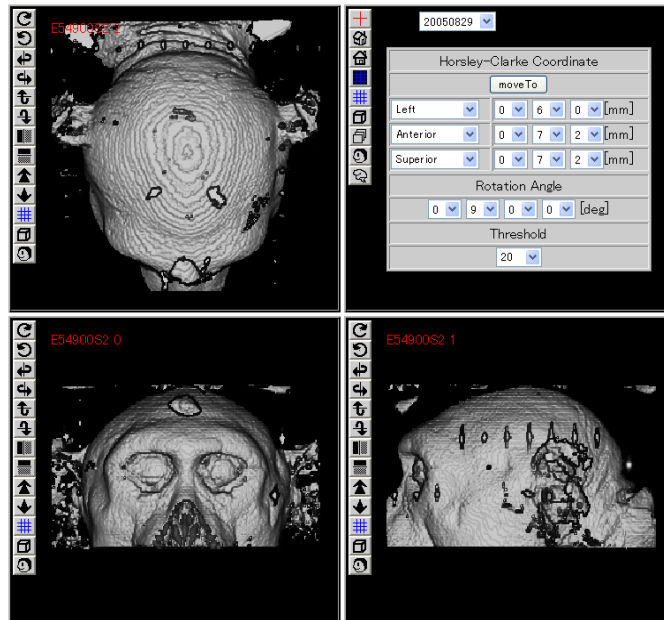 E54900S2 2
20050829
Horsley-Clarke Coordinate
moveTo
Left 0 6 0 [mm]
Anterior 0 7 2 [mm]
Superior 0 7 2 [mm]
Rotation Angle
0 9 0 0 [deg]
Threshold
20
E54900S2 0
E54900S2 1